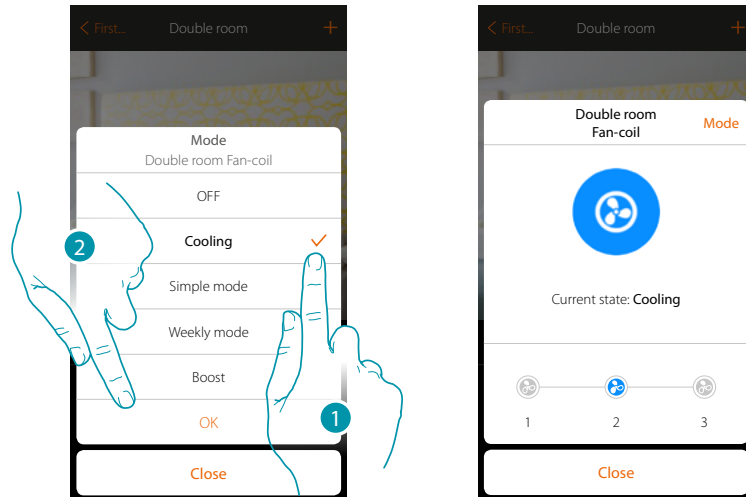 First... Double room +
Mode
Double room Fan-coil
OFF
Cooling
2
Simple mode
Weekly mode
Boost
OK
1
Close
First... Double room +
Double room
Fan-coil
Mode
Current state: Cooling
1 2 3
Close